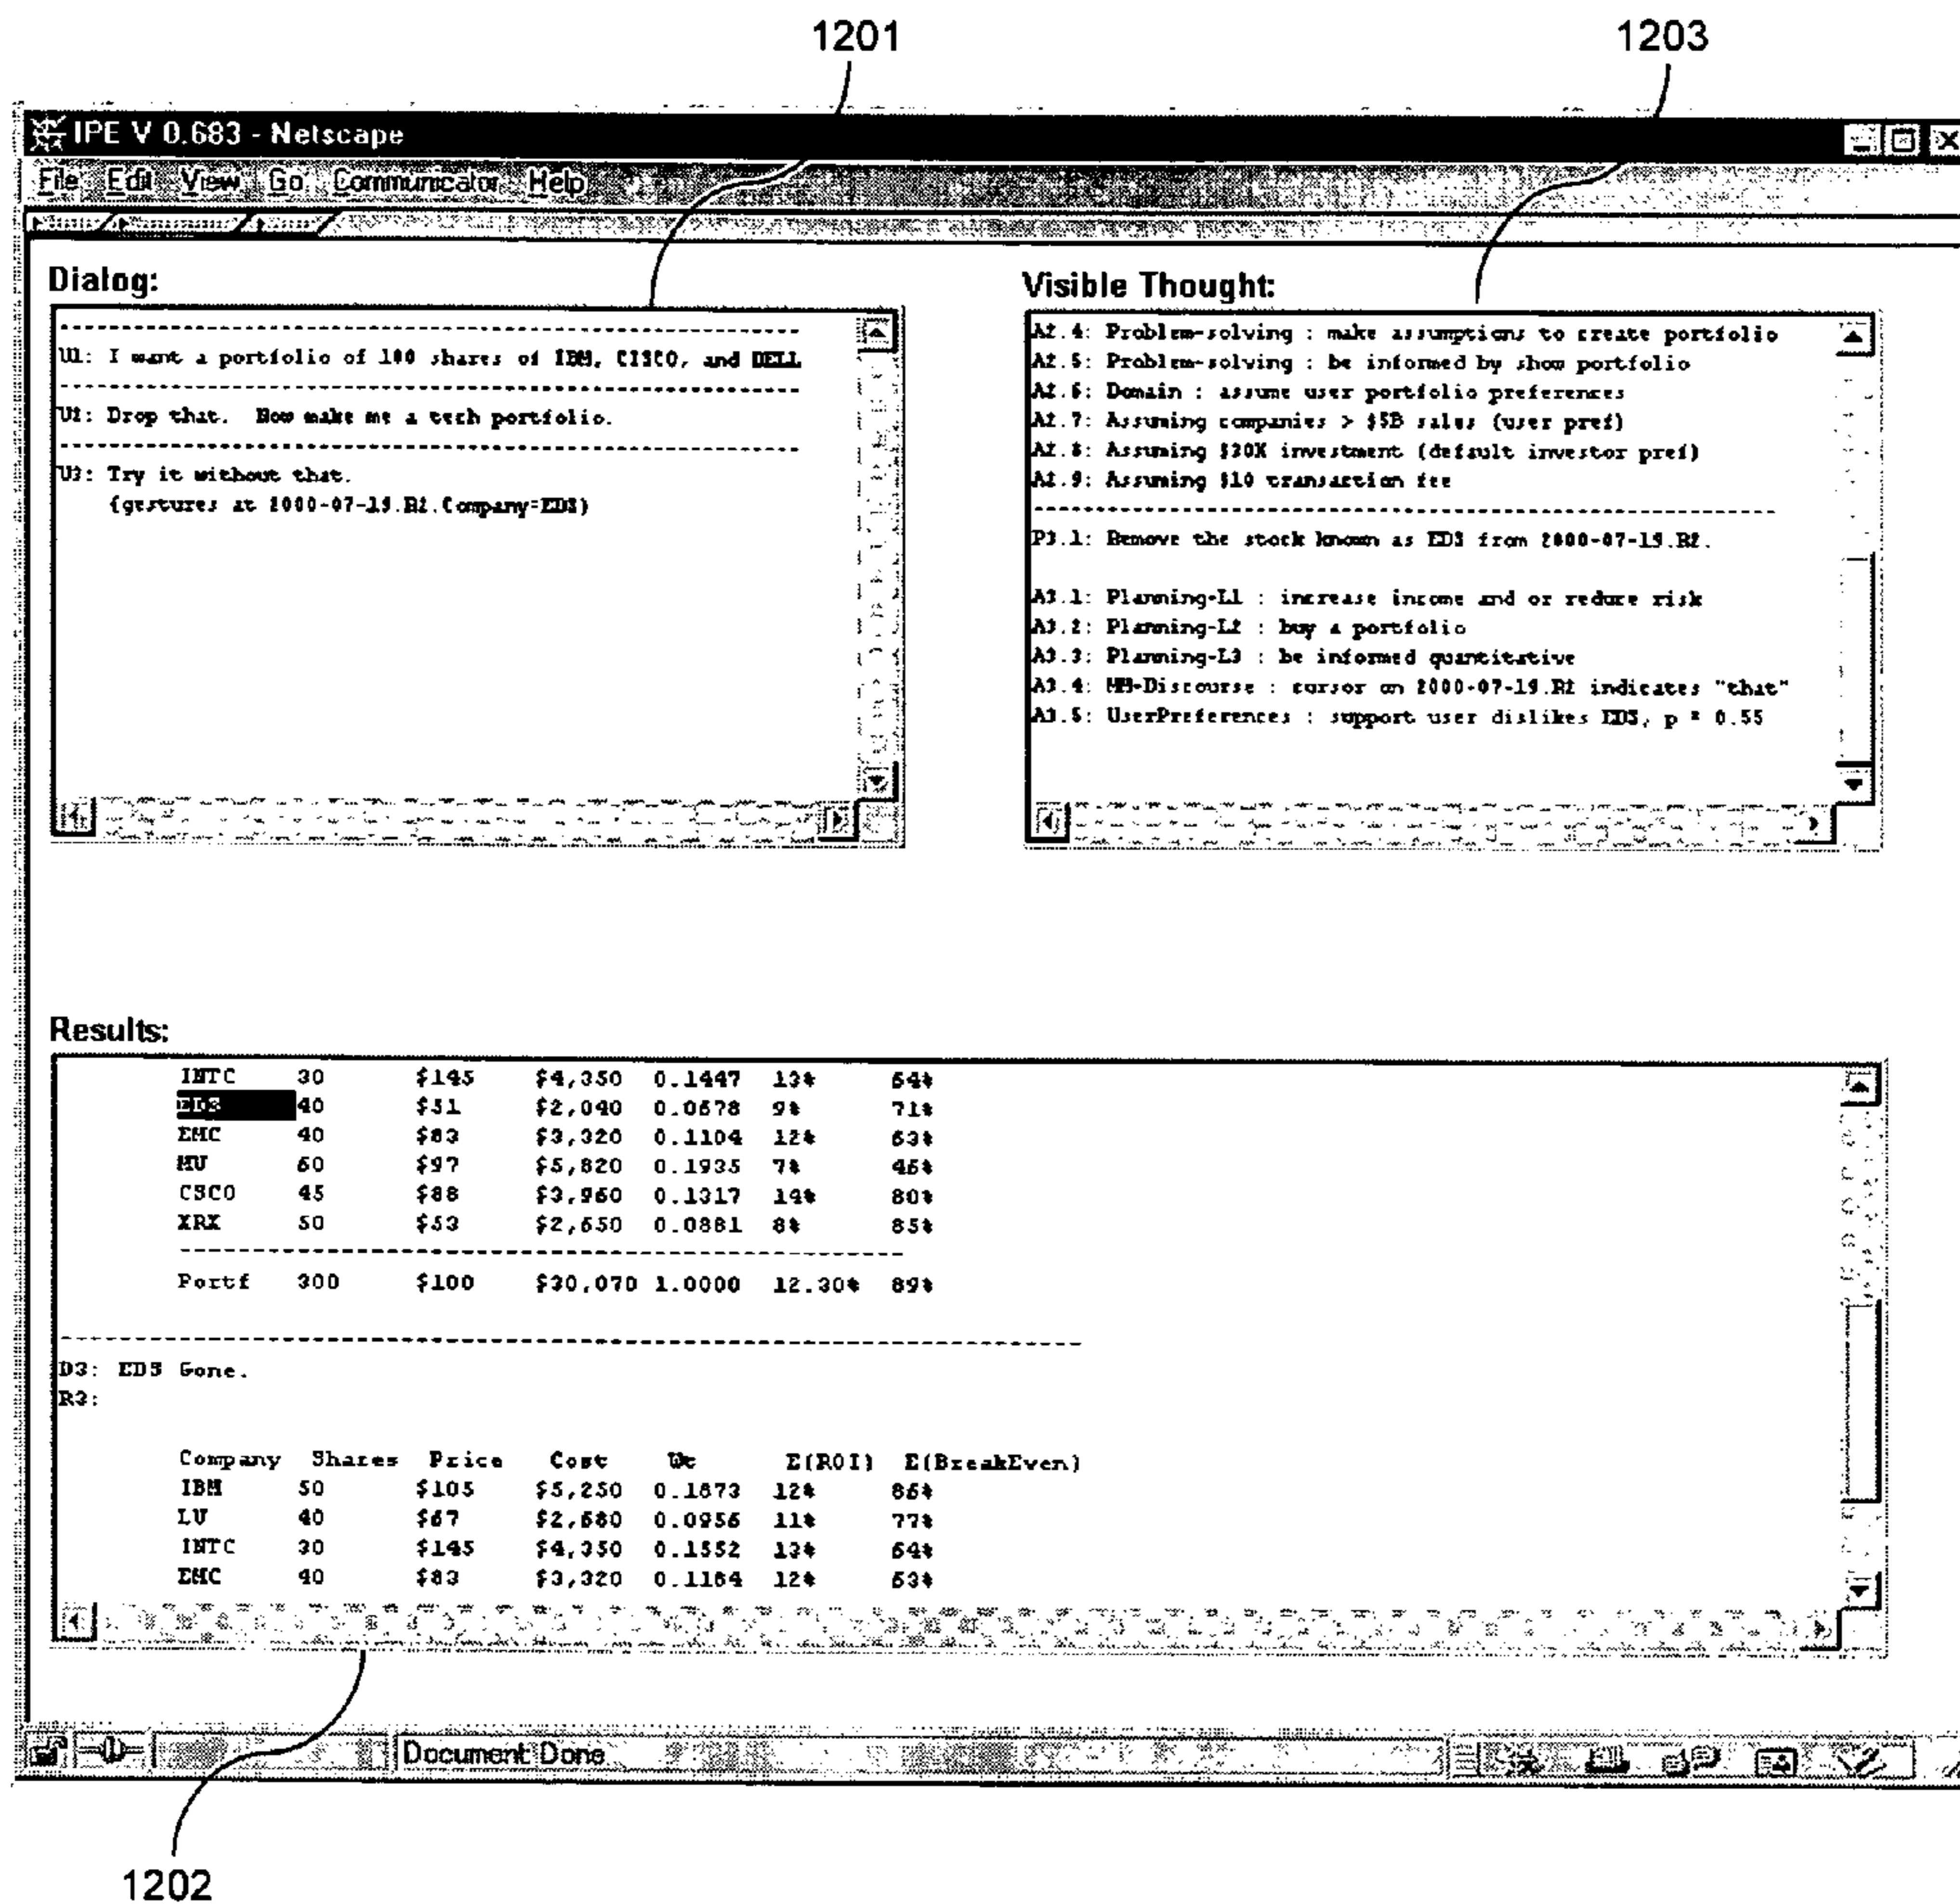 1201
1203
IPE V 0.683 - Netscape
File Edit View Go Communicator Help
Dialog:
U1: I want a portfolio of 100 shares of IBM, CISCO, and DELL
U2: Drop that. Now make me a tech portfolio.
U3: Try it without that.
(gestures at 2000-07-19.R2.Company=EDS)
Visible Thought:
A2.4: Problem-solving : make assumptions to create portfolio
A2.5: Problem-solving : be informed by show portfolio
A2.6: Domain : assume user portfolio preferences
A2.7: Assuming companies > $5B sales (user pref)
A2.8: Assuming $30K investment (default investor pref)
A2.9: Assuming $10 transaction fee
P3.1: Remove the stock known as EDS from 2000-07-19.R2.
A3.1: Planning-L1 : increase income and or reduce risk
A3.2: Planning-L2 : buy a portfolio
A3.3: Planning-L3 : be informed quantitative
A3.4: MM-Discourse : cursor on 2000-07-19.R2 indicates "that"
A3.5: UserPreferences : support user dislikes EDS, p = 0.55
Results:
INTC 30 $145 $4,350 0.1447 13% 64%
EDS 40 $51 $2,040 0.0678 9% 71%
EMC 40 $83 $3,320 0.1104 12% 63%
MU 60 $97 $5,820 0.1935 7% 46%
CSCO 45 $88 $3,960 0.1317 14% 80%
XRX 50 $53 $2,650 0.0881 8% 85%
Portf 300 $100 $30,070 1.0000 12.30% 89%
D3: EDS Gone.
R3:
Company Shares Price Cost Wt E(ROI) E(BreakEven)
IBM 50 $105 $5,250 0.1873 12% 86%
LU 40 $67 $2,680 0.0956 11% 77%
INTC 30 $145 $4,350 0.1552 13% 64%
EMC 40 $83 $3,320 0.1184 12% 63%
Document: Done
1202